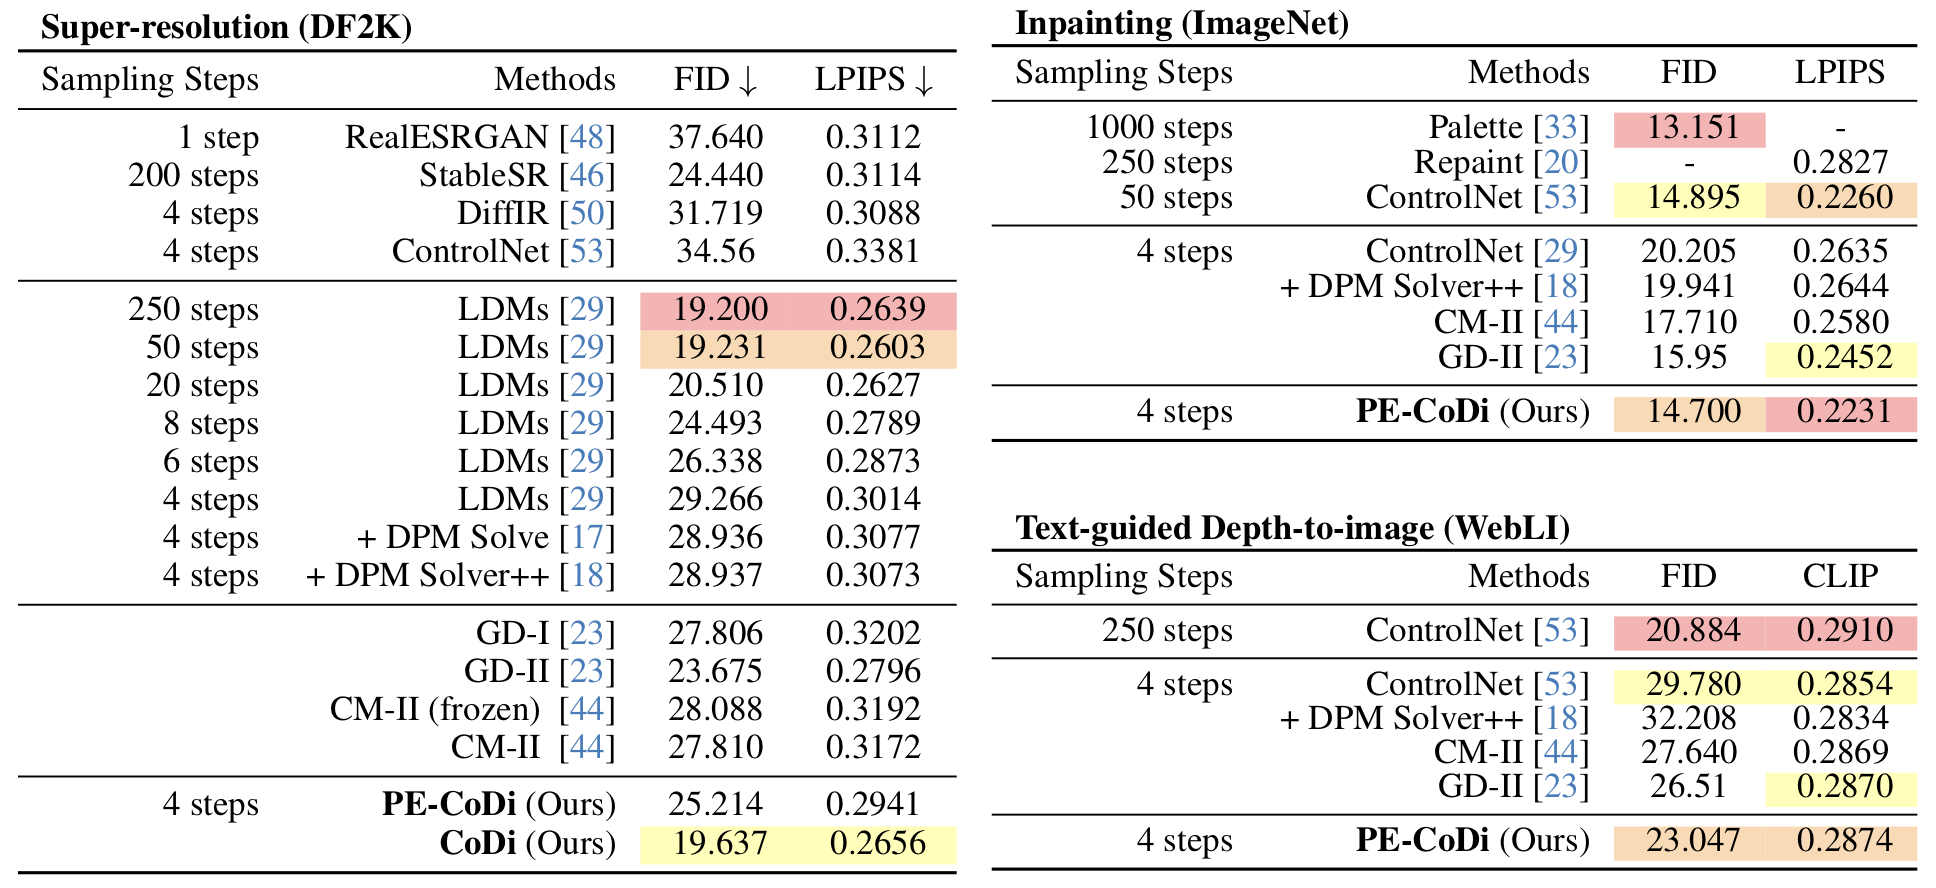 Super-resolution (DF2K)
Sampling Steps Methods FID ↓ LPIPS ↓
1 step RealESRGAN [48] 37.640 0.3112
200 steps StableSR [46] 24.440 0.3114
4 steps DiffIR [50] 31.719 0.3088
4 steps ControlNet [53] 34.56 0.3381
250 steps LDMs [29] 19.200 0.2639
50 steps LDMs [29] 19.231 0.2603
20 steps LDMs [29] 20.510 0.2627
8 steps LDMs [29] 24.493 0.2789
6 steps LDMs [29] 26.338 0.2873
4 steps LDMs [29] 29.266 0.3014
4 steps + DPM Solve [17] 28.936 0.3077
4 steps + DPM Solver++ [18] 28.937 0.3073
GD-I [23] 27.806 0.3202
GD-II [23] 23.675 0.2796
CM-II (frozen) [44] 28.088 0.3192
CM-II [44] 27.810 0.3172
4 steps PE-CoDi (Ours) 25.214 0.2941
CoDi (Ours) 19.637 0.2656
Inpainting (ImageNet)
Sampling Steps Methods FID LPIPS
1000 steps Palette [33] 13.151 -
250 steps Repaint [20] - 0.2827
50 steps ControlNet [53] 14.895 0.2260
4 steps ControlNet [29] 20.205 0.2635
+ DPM Solver++ [18] 19.941 0.2644
CM-II [44] 17.710 0.2580
GD-II [23] 15.95 0.2452
4 steps PE-CoDi (Ours) 14.700 0.2231
Text-guided Depth-to-image (WebLI)
Sampling Steps Methods FID CLIP
250 steps ControlNet [53] 20.884 0.2910
4 steps ControlNet [53] 29.780 0.2854
+ DPM Solver++ [18] 32.208 0.2834
CM-II [44] 27.640 0.2869
GD-II [23] 26.51 0.2870
4 steps PE-CoDi (Ours) 23.047 0.2874